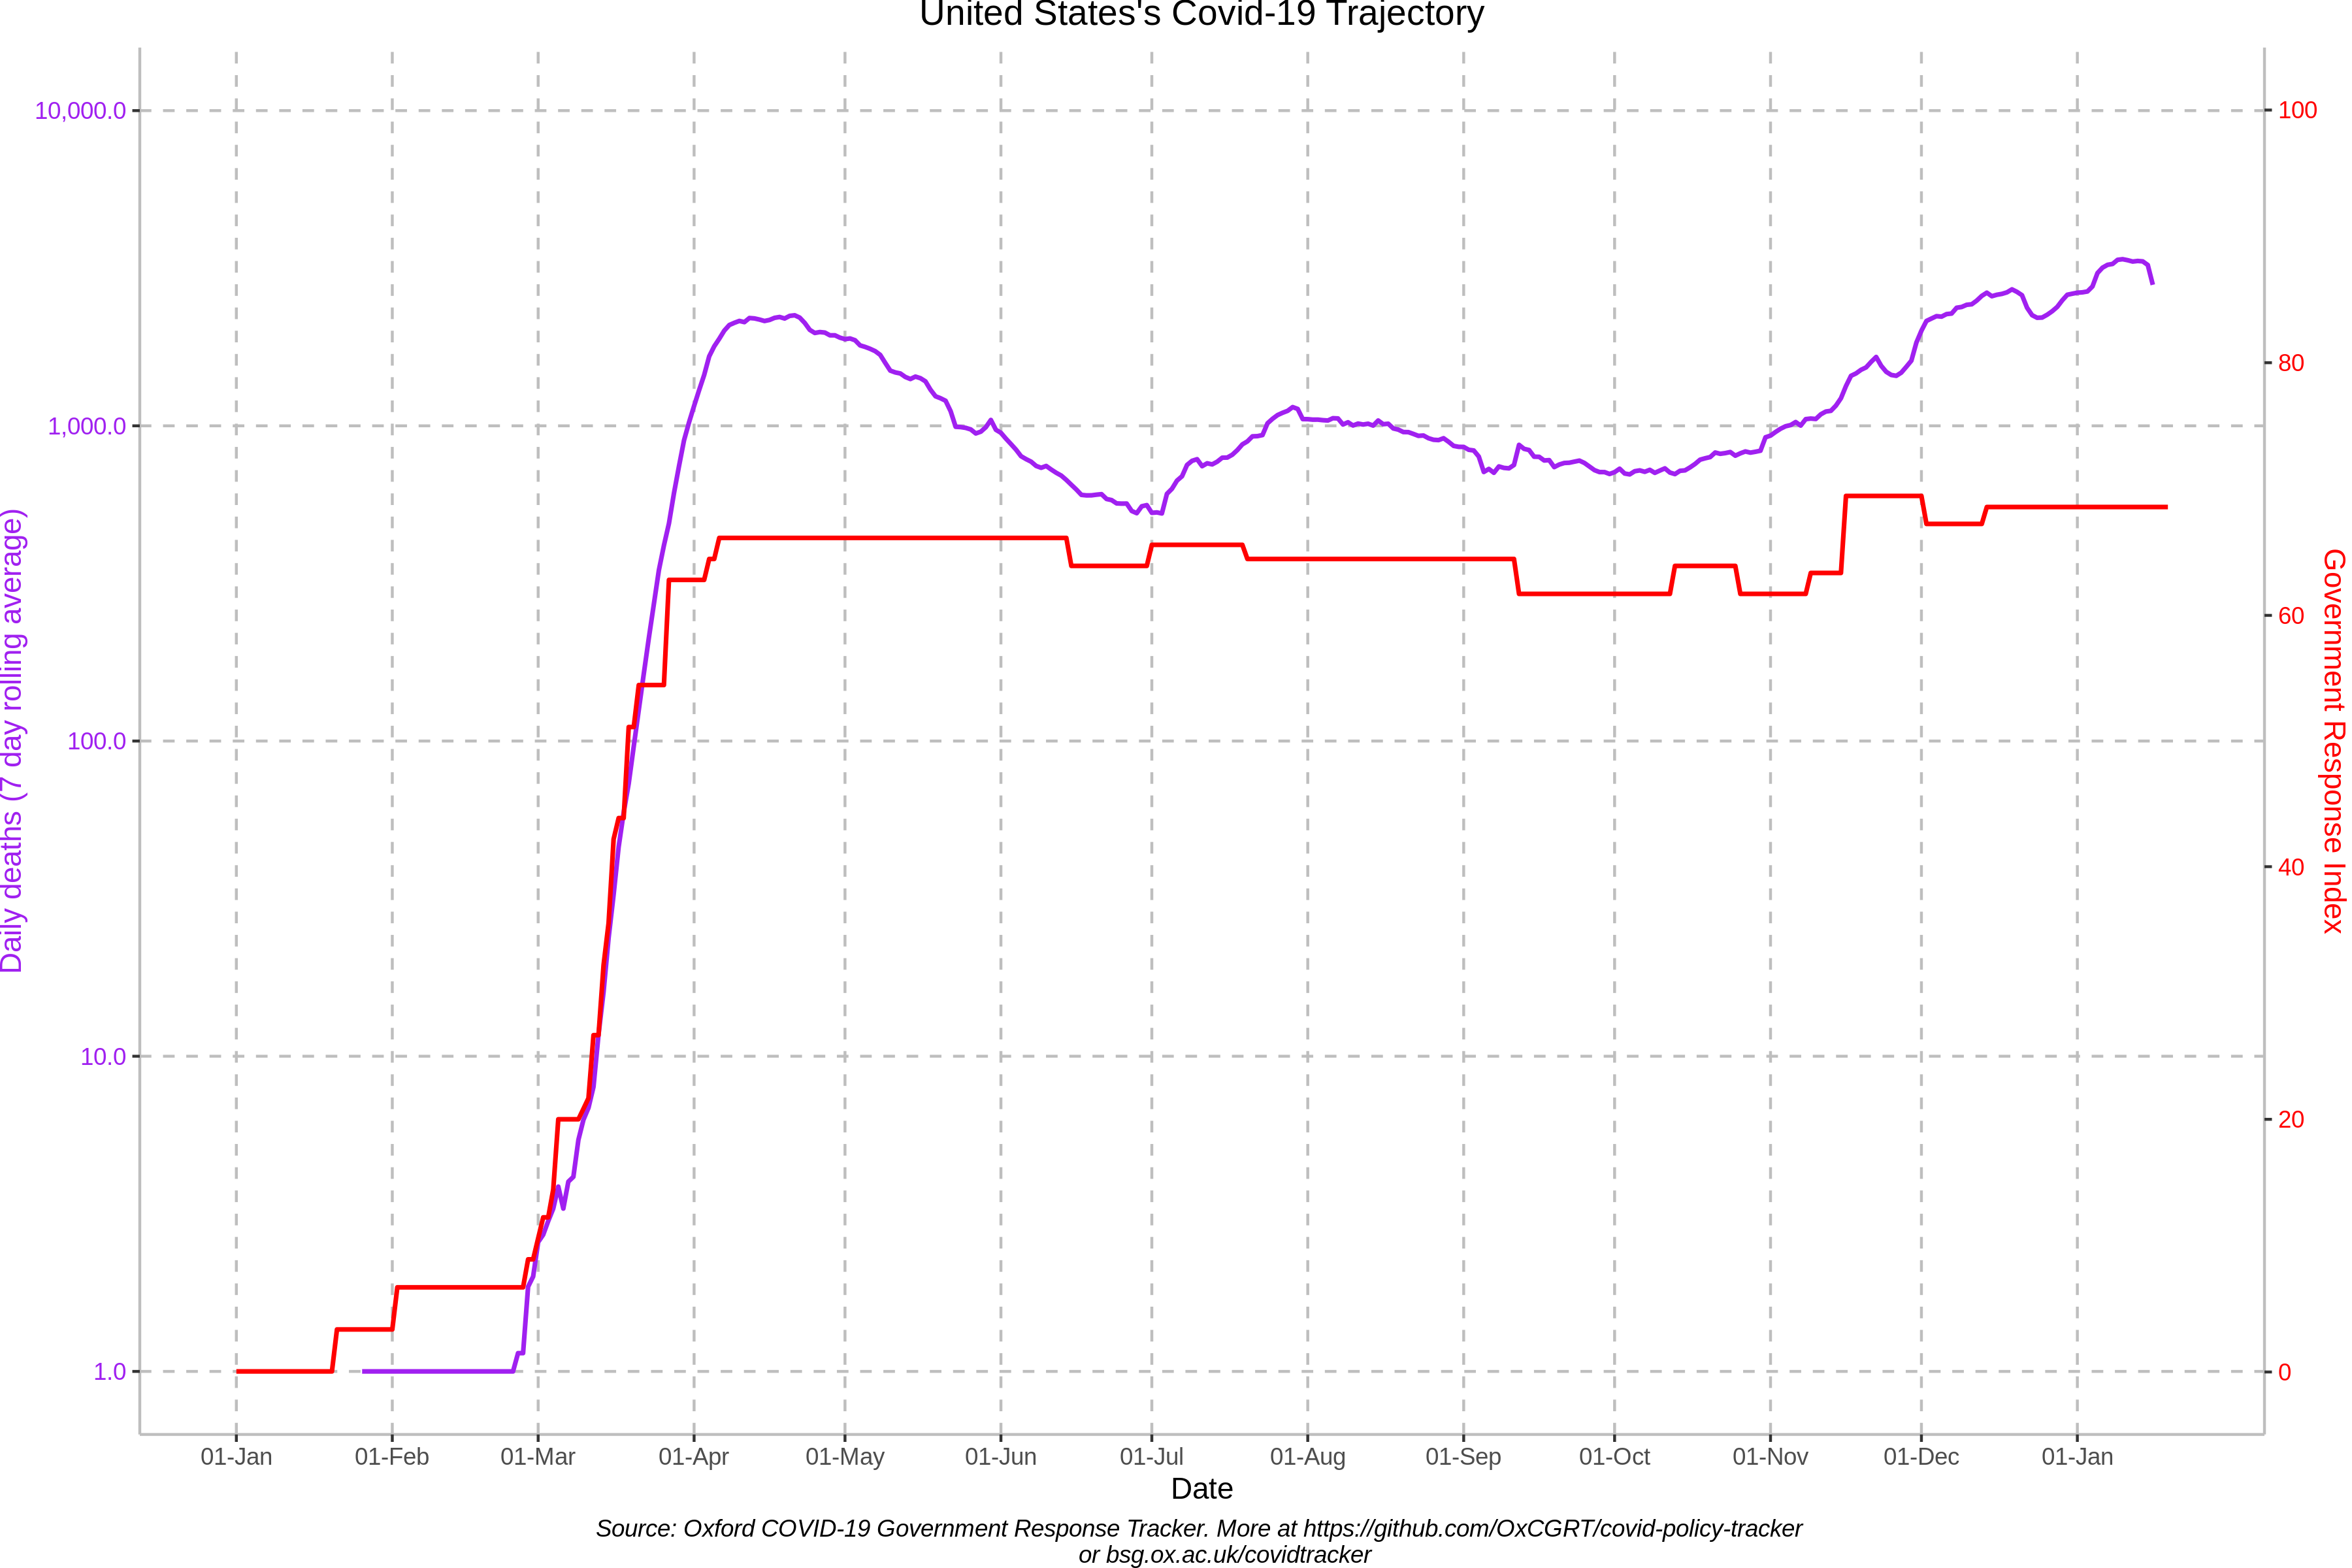 United States's Covid-19 Trajectory
10,000.0
1,000.0
100.0
10.0
1.0
Daily deaths (7 day rolling average)
100
80
60
40
20
0
Government Response Index
01-Jan 01-Feb 01-Mar 01-Apr 01-May 01-Jun 01-Jul 01-Aug 01-Sep 01-Oct 01-Nov 01-Dec 01-Jan
Date
Source: Oxford COVID-19 Government Response Tracker. More at https://github.com/OxCGRT/covid-policy-tracker
or bsg.ox.ac.uk/covidtracker